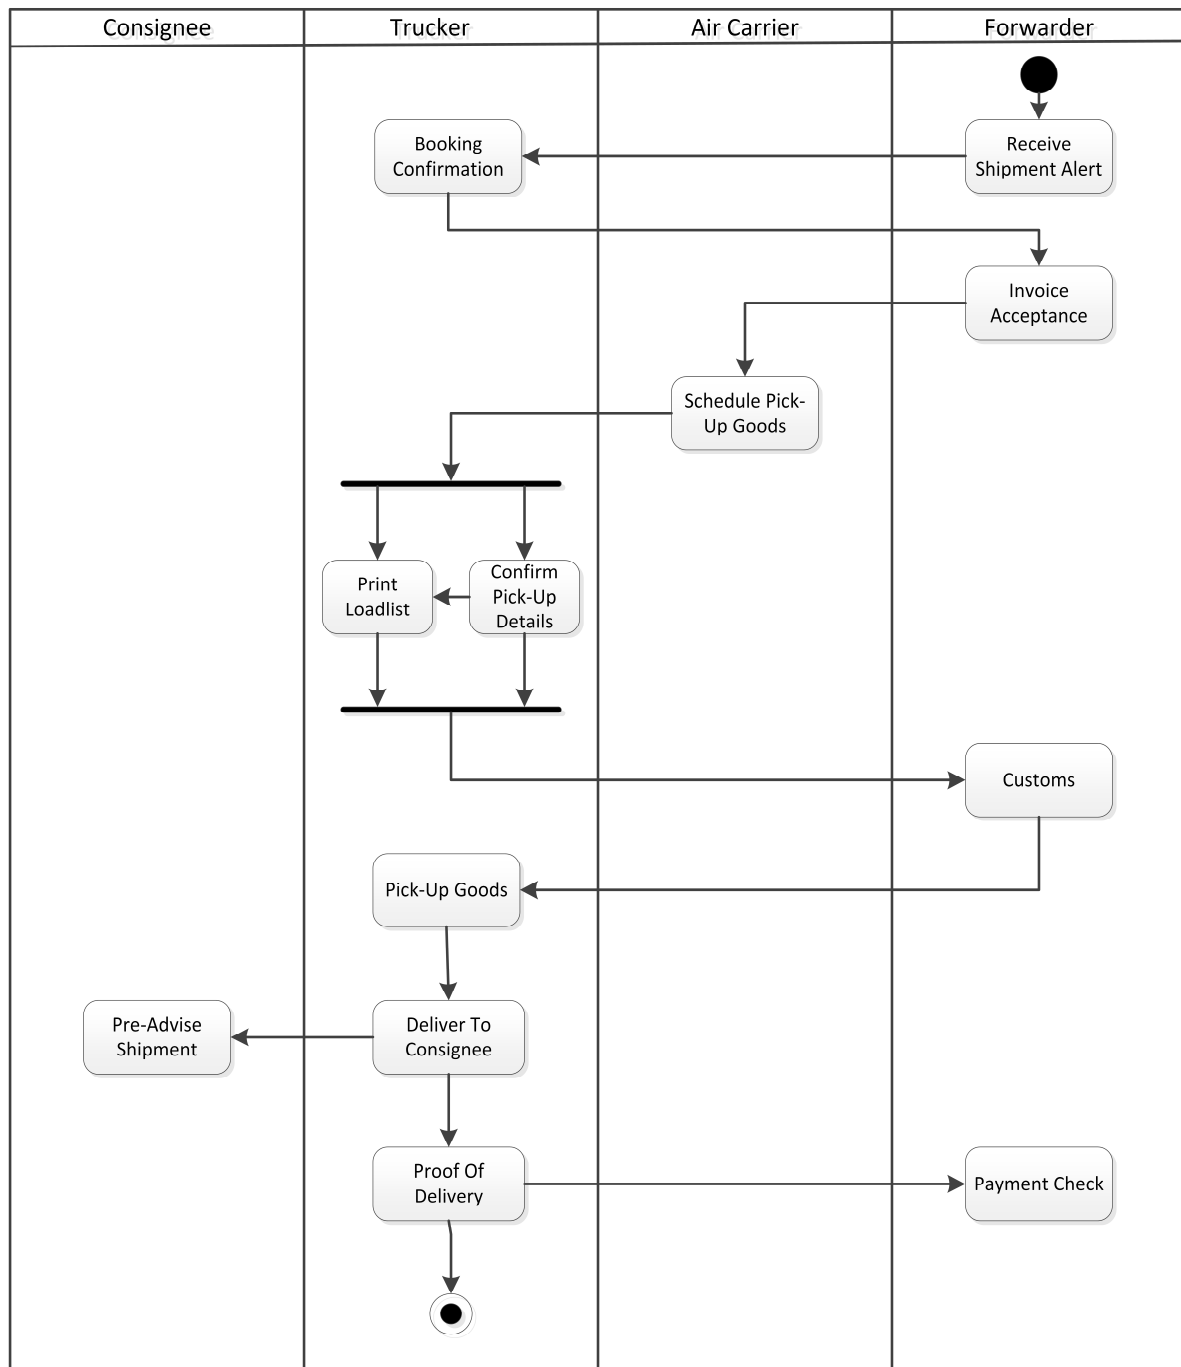 Consignee
Trucker
Air Carrier
Forwarder
Booking
Confirmation
Receive
Shipment Alert
Invoice
Acceptance
Schedule Pick-
Up Goods
Print
Loadlist
Confirm
Pick-Up
Details
Customs
Pick-Up Goods
Pre-Advise
Shipment
Deliver To
Consignee
Proof Of
Delivery
Payment Check